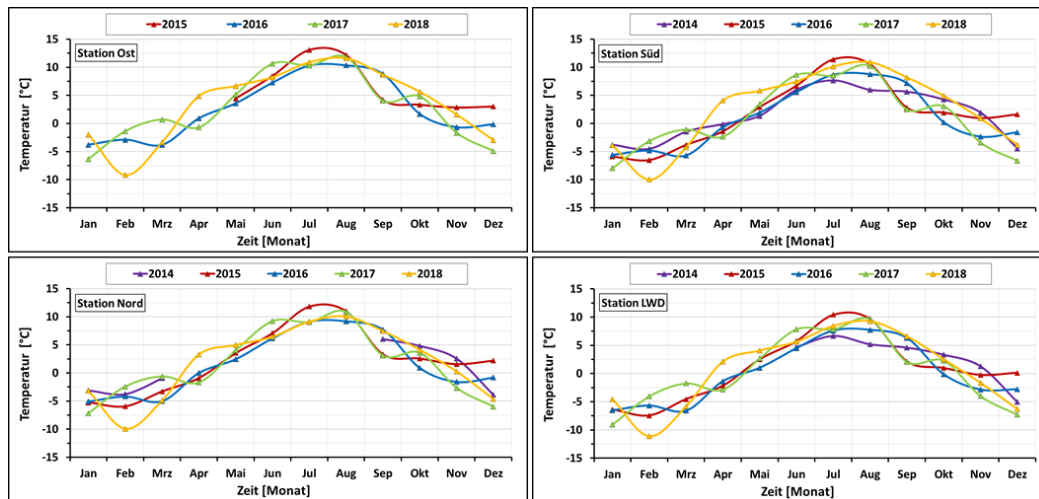 2015 2016 2017 2018
Station Ost
Temperatur [°C]
15
10
5
0
-5
-10
-15
Jan Feb Mrz Apr Mai Jun Jul Aug Sep Okt Nov Dez
Zeit [Monat]
2014 2015 2016 2017 2018
Station Süd
Temperatur [°C]
15
10
5
0
-5
-10
-15
Jan Feb Mrz Apr Mai Jun Jul Aug Sep Okt Nov Dez
Zeit [Monat]
2014 2015 2016 2017 2018
Station Nord
Temperatur [°C]
15
10
5
0
-5
-10
-15
Jan Feb Mrz Apr Mai Jun Jul Aug Sep Okt Nov Dez
Zeit [Monat]
2014 2015 2016 2017 2018
Station LWD
Temperatur [°C]
15
10
5
0
-5
-10
-15
Jan Feb Mrz Apr Mai Jun Jul Aug Sep Okt Nov Dez
Zeit [Monat]